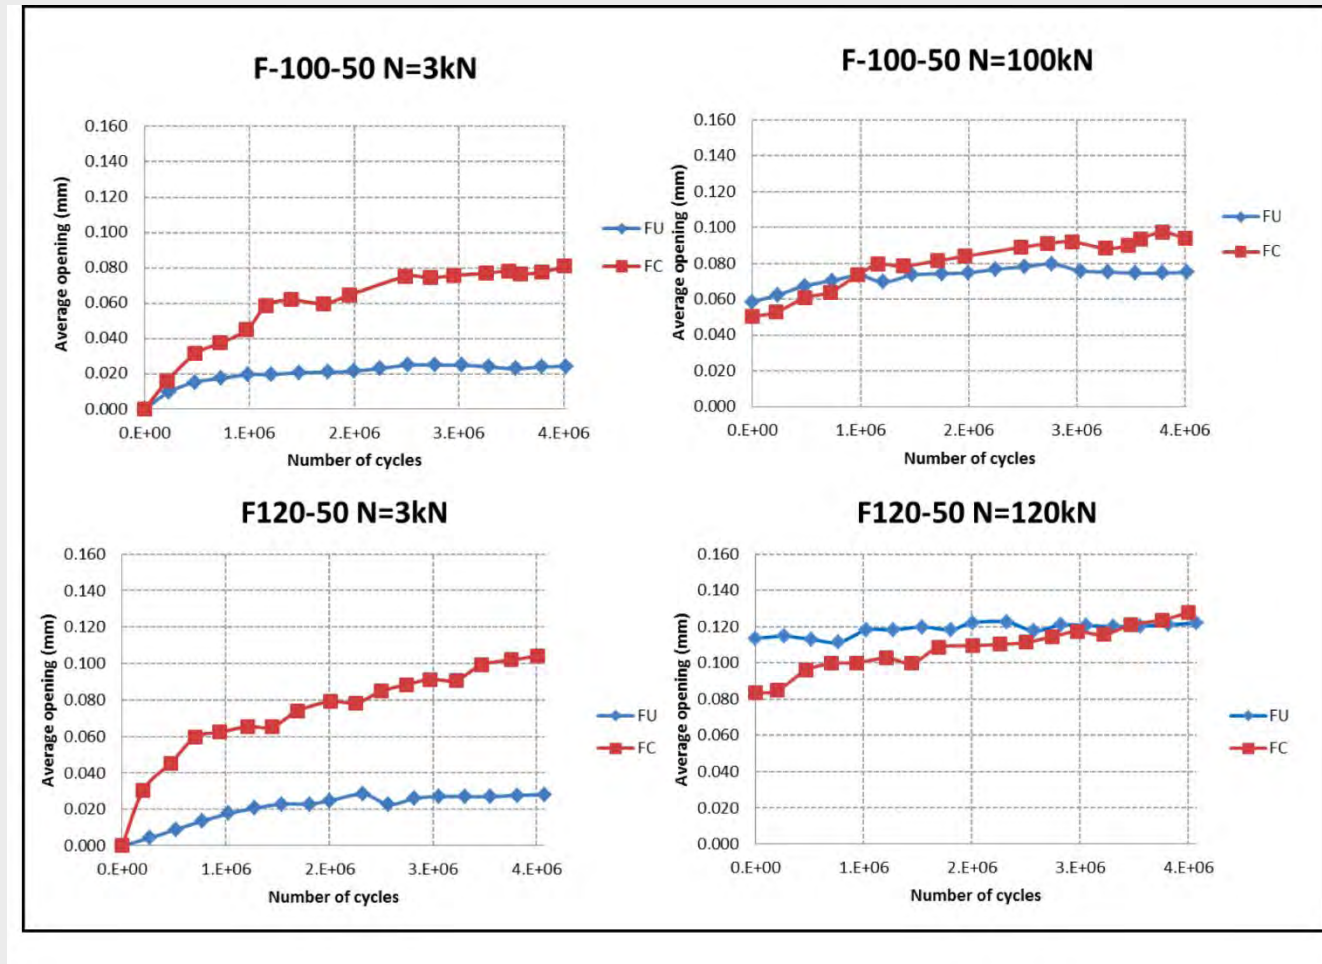 F-100-50 N=3kN
Average opening (mm)
0.160
0.140
0.120
0.100
0.080
0.060
0.040
0.020
0.000
0.E+00 1.E+06 2.E+06 3.E+06 4.E+06
Number of cycles
FU
FC
F-100-50 N=100kN
Average opening (mm)
0.160
0.140
0.120
0.100
0.080
0.060
0.040
0.020
0.000
0.E+00 1.E+06 2.E+06 3.E+06 4.E+06
Number of cycles
FU
FC
F120-50 N=3kN
Average opening (mm)
0.160
0.140
0.120
0.100
0.080
0.060
0.040
0.020
0.000
0.E+00 1.E+06 2.E+06 3.E+06 4.E+06
Number of cycles
FU
FC
F120-50 N=120kN
Average opening (mm)
0.160
0.140
0.120
0.100
0.080
0.060
0.040
0.020
0.000
0.E+00 1.E+06 2.E+06 3.E+06 4.E+06
Number of cycles
FU
FC